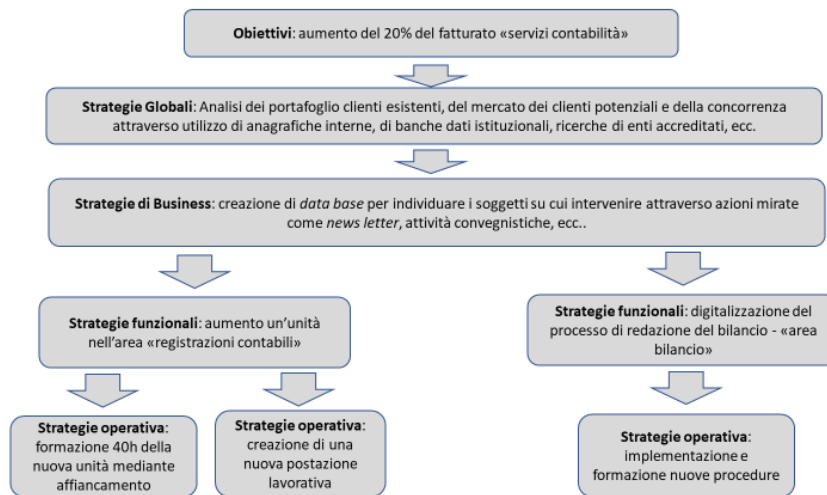 Obiettivi: aumento del 20% del fatturato «servizi contabilità»
Strategie Globali: Analisi dei portafoglio clienti esistenti, del mercato dei clienti potenziali e della concorrenza
attraverso utilizzo di anagrafiche interne, di banche dati istituzionali, ricerche di enti accreditati, ecc.
Strategie di Business: creazione di data base per individuare i soggetti su cui intervenire attraverso azioni mirate
come news letter, attività convegnistiche, ecc..
Strategie funzionali: aumento un'unità
nell'area «registrazioni contabili»
Strategie funzionali: digitalizzazione del
processo di redazione del bilancio - «area
bilancio»
Strategie operativa:
formazione 40h della
nuova unità mediante
affiancamento
Strategie operativa:
creazione di una
nuova postazione
lavorativa
Strategie operativa:
implementazione e
formazione nuove procedure